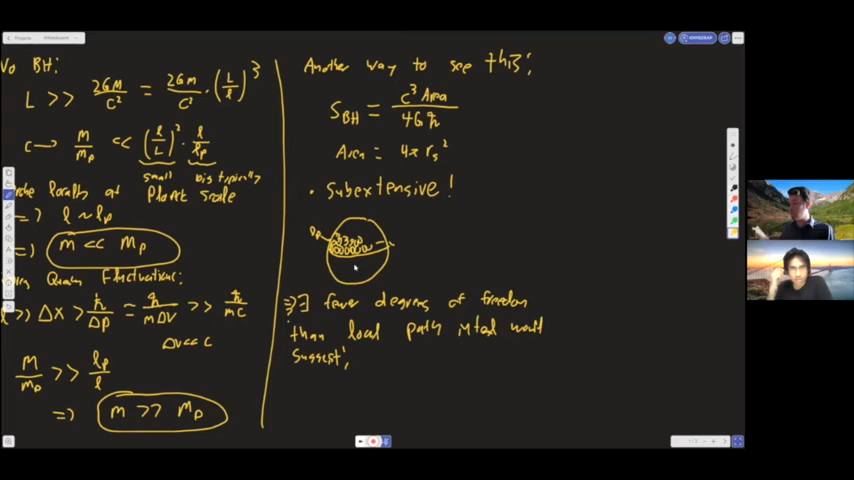 No BH:
L >> 2GM/C² = 2GM/C² · (L/l)³
M/m_p << (l/L)² · l/l_p
small big typically
Probe locally at Planck scale
=) l ~ l_p
=) m << m_p
Quan Fluctuations:
l >> Δx > ħ/Δp = ħ/mΔV >> ħ/mc
ΔV << c
M/m_p >> l_p/l
=) m >> m_p
Another way to see this:
S_BH = c³ Area / 4Għ
Area = 4π r_s²
· Subextensive!
l_p
=) ∃ fewer degrees of freedom
than local path integral would
suggest!